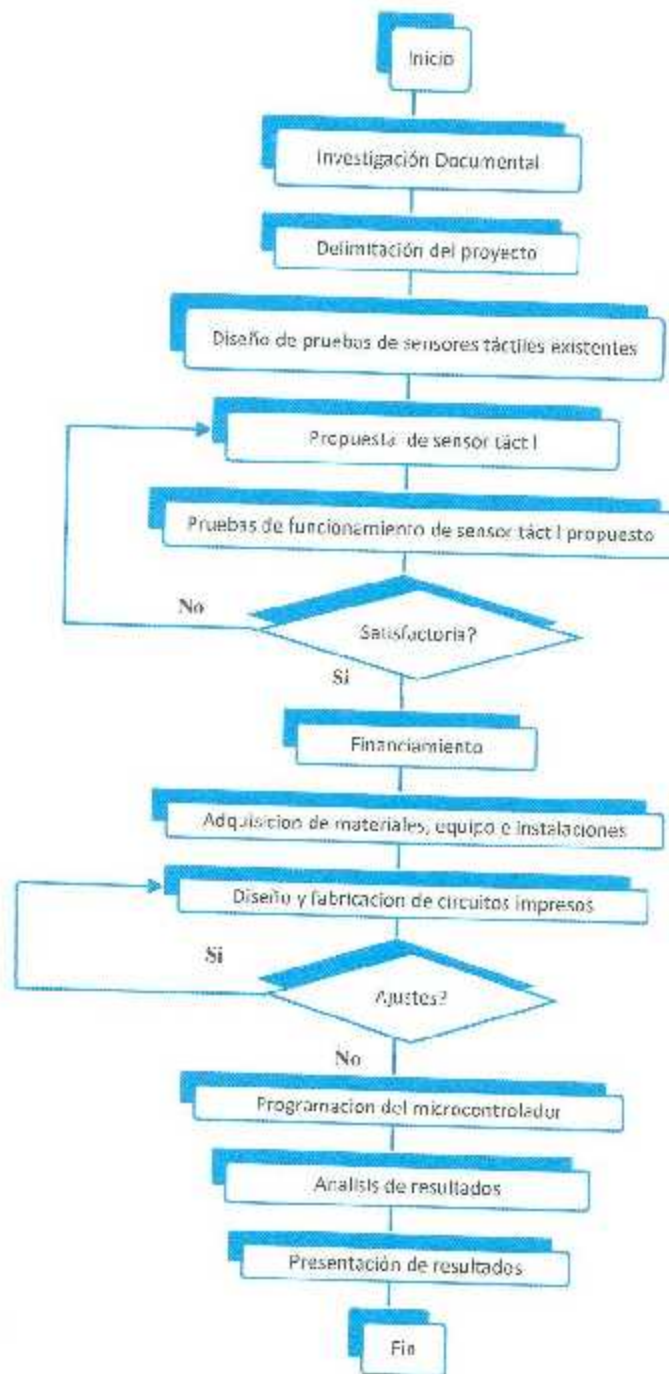 Inicio
Investigación Documental
Delimitación del proyecto
Diseño de pruebas de sensores táctiles existentes
Propuesta de sensor táctil
Pruebas de funcionamiento de sensor táctil propuesto
No
Satisfactoria?
Si
Financiamiento
Adquisicion de materiales, equipo e instalaciones
Diseño y fabricacion de circuitos impresos
Si
Ajustes?
No
Programacion del microcontrolador
Analisis de resultados
Presentación de resultados
Fin